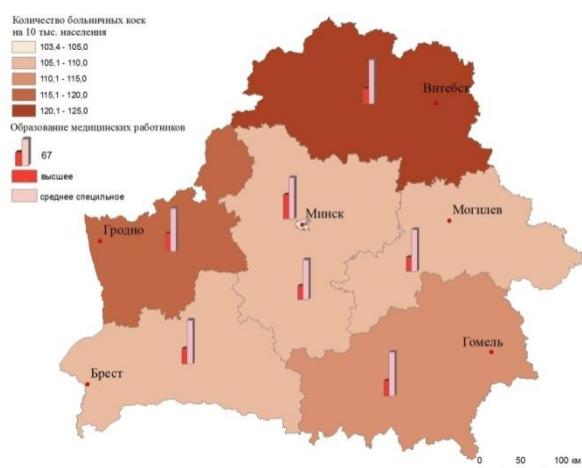 Количество больничных коек
на 10 тыс. населения
103,4 - 105,0
105,1 - 110,0
110,1 - 115,0
115,1 - 120,0
120,1 - 125,0
Образование медицинских работников
67
высшее
среднее специльное
Витебск
Минск
Могилев
Гродно
Гомель
Брест
0 50 100 км